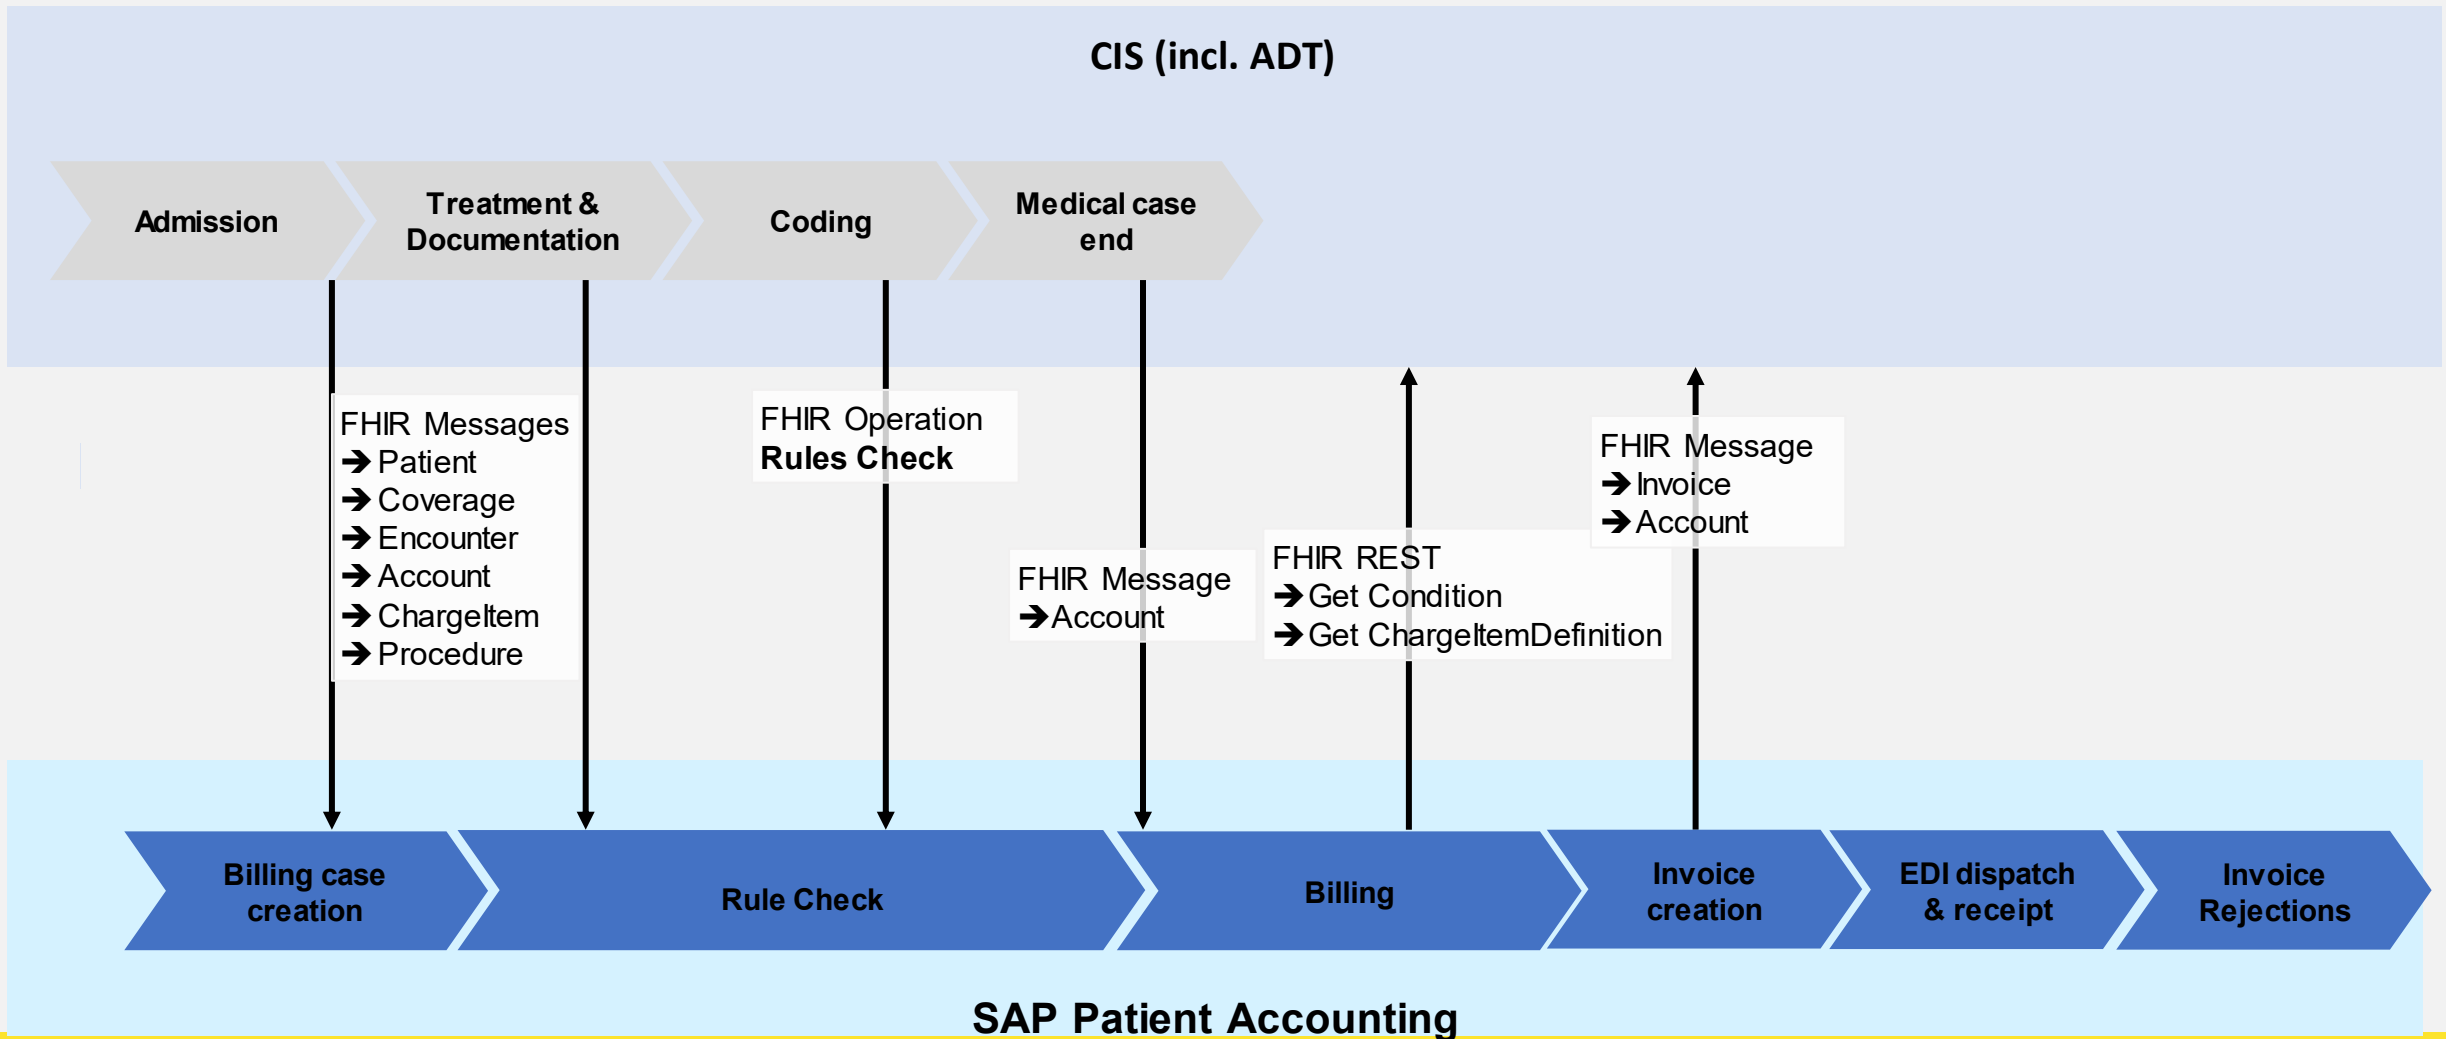 CIS (incl. ADT)
Admission
Treatment &
Documentation
Coding
Medical case
end
FHIR Messages
➔ Patient
➔ Coverage
➔ Encounter
➔ Account
➔ ChargeItem
➔ Procedure
FHIR Operation
Rules Check
FHIR Message
➔ Account
FHIR REST
➔ Get Condition
➔ Get ChargeItemDefinition
FHIR Message
➔ Invoice
➔ Account
Billing case
creation
Rule Check
Billing
Invoice
creation
EDI dispatch
& receipt
Invoice
Rejections
SAP Patient Accounting